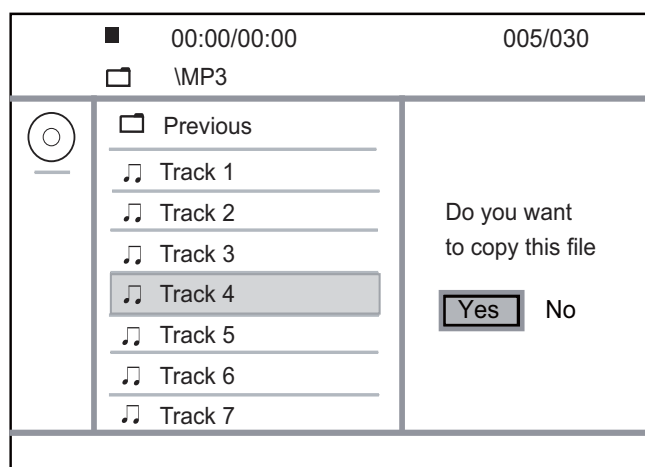 00:00/00:00 005/030
\MP3
Previous
Track 1
Track 2
Track 3
Track 4
Track 5
Track 6
Track 7
Do you want
to copy this file
Yes No